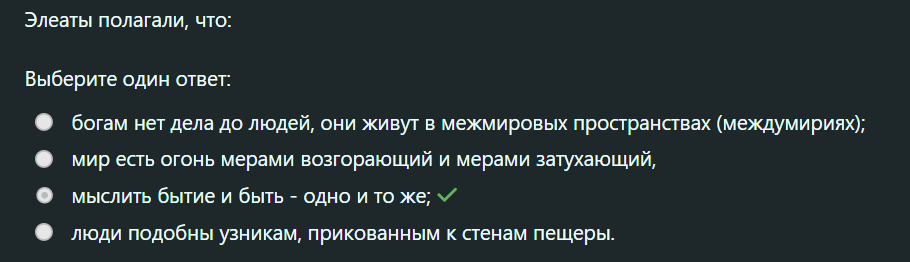 Элеаты полагали, что:
Выберите один ответ:
богам нет дела до людей, они живут в межмировых пространствах (междумириях);
мир есть огонь мерами возгорающий и мерами затухающий,
мыслить бытие и быть - одно и то же;
люди подобны узникам, прикованным к стенам пещеры.